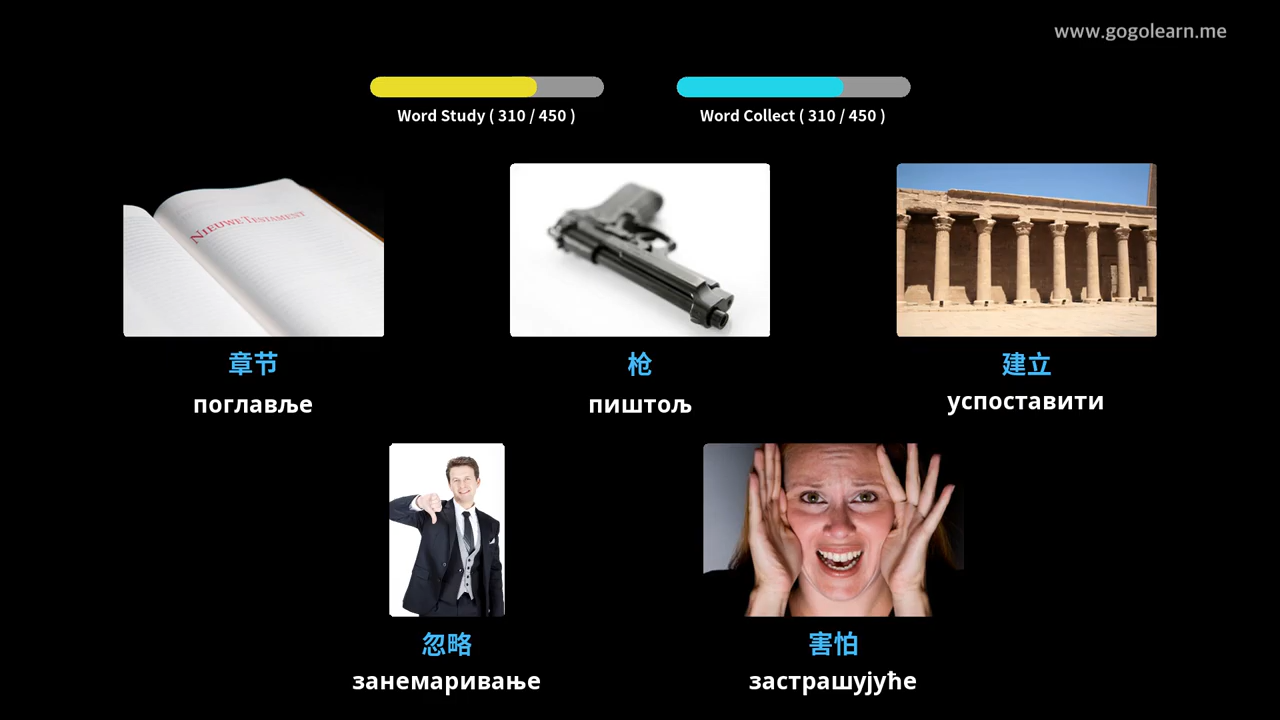 www.gogolearn.me
Word Study ( 310 / 450 )
Word Collect ( 310 / 450 )
NIEUWE TESTAMENT
章节
枪
建立
поглавље
пиштољ
успоставити
忽略
害怕
занемаривање
застрашујуће